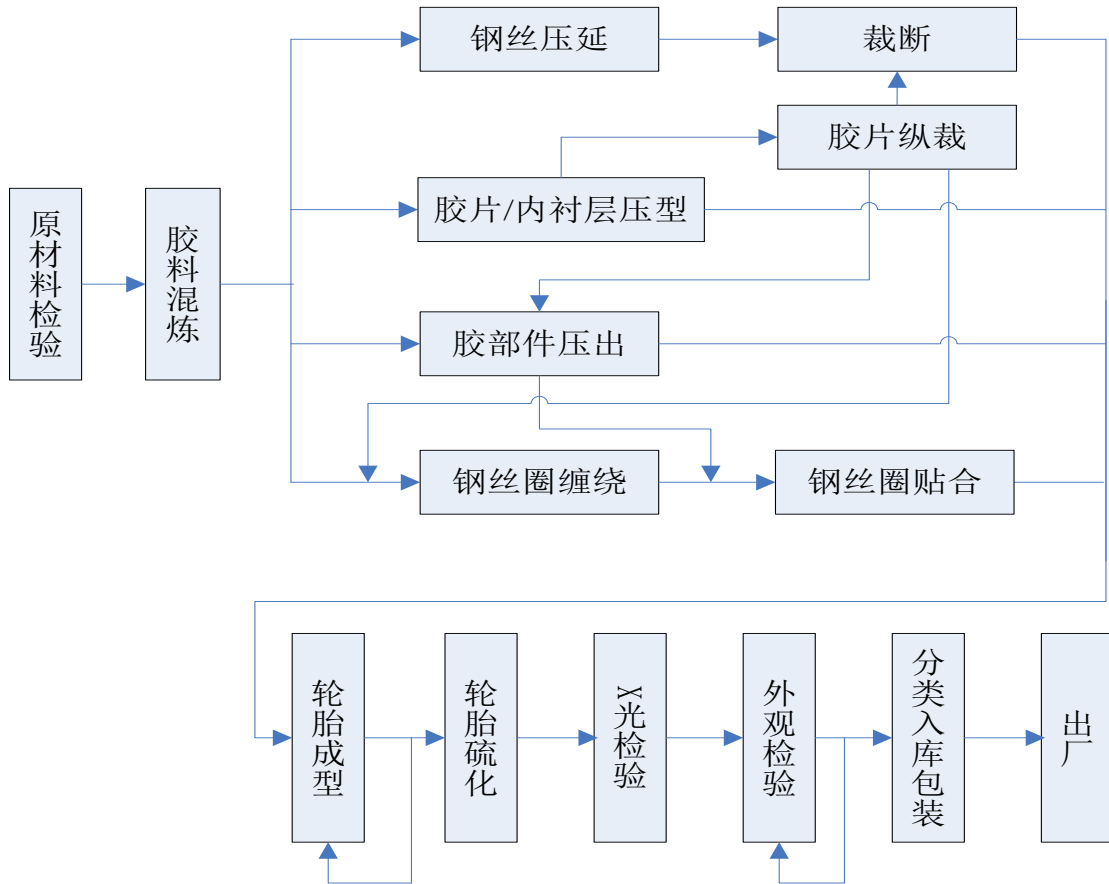 钢丝压延
裁断
胶片纵裁
原材料检验
胶料混炼
胶片/内衬层压型
胶部件压出
钢丝圈缠绕
钢丝圈贴合
轮胎成型
轮胎硫化
X光检验
外观检验
分类入库包装
出厂